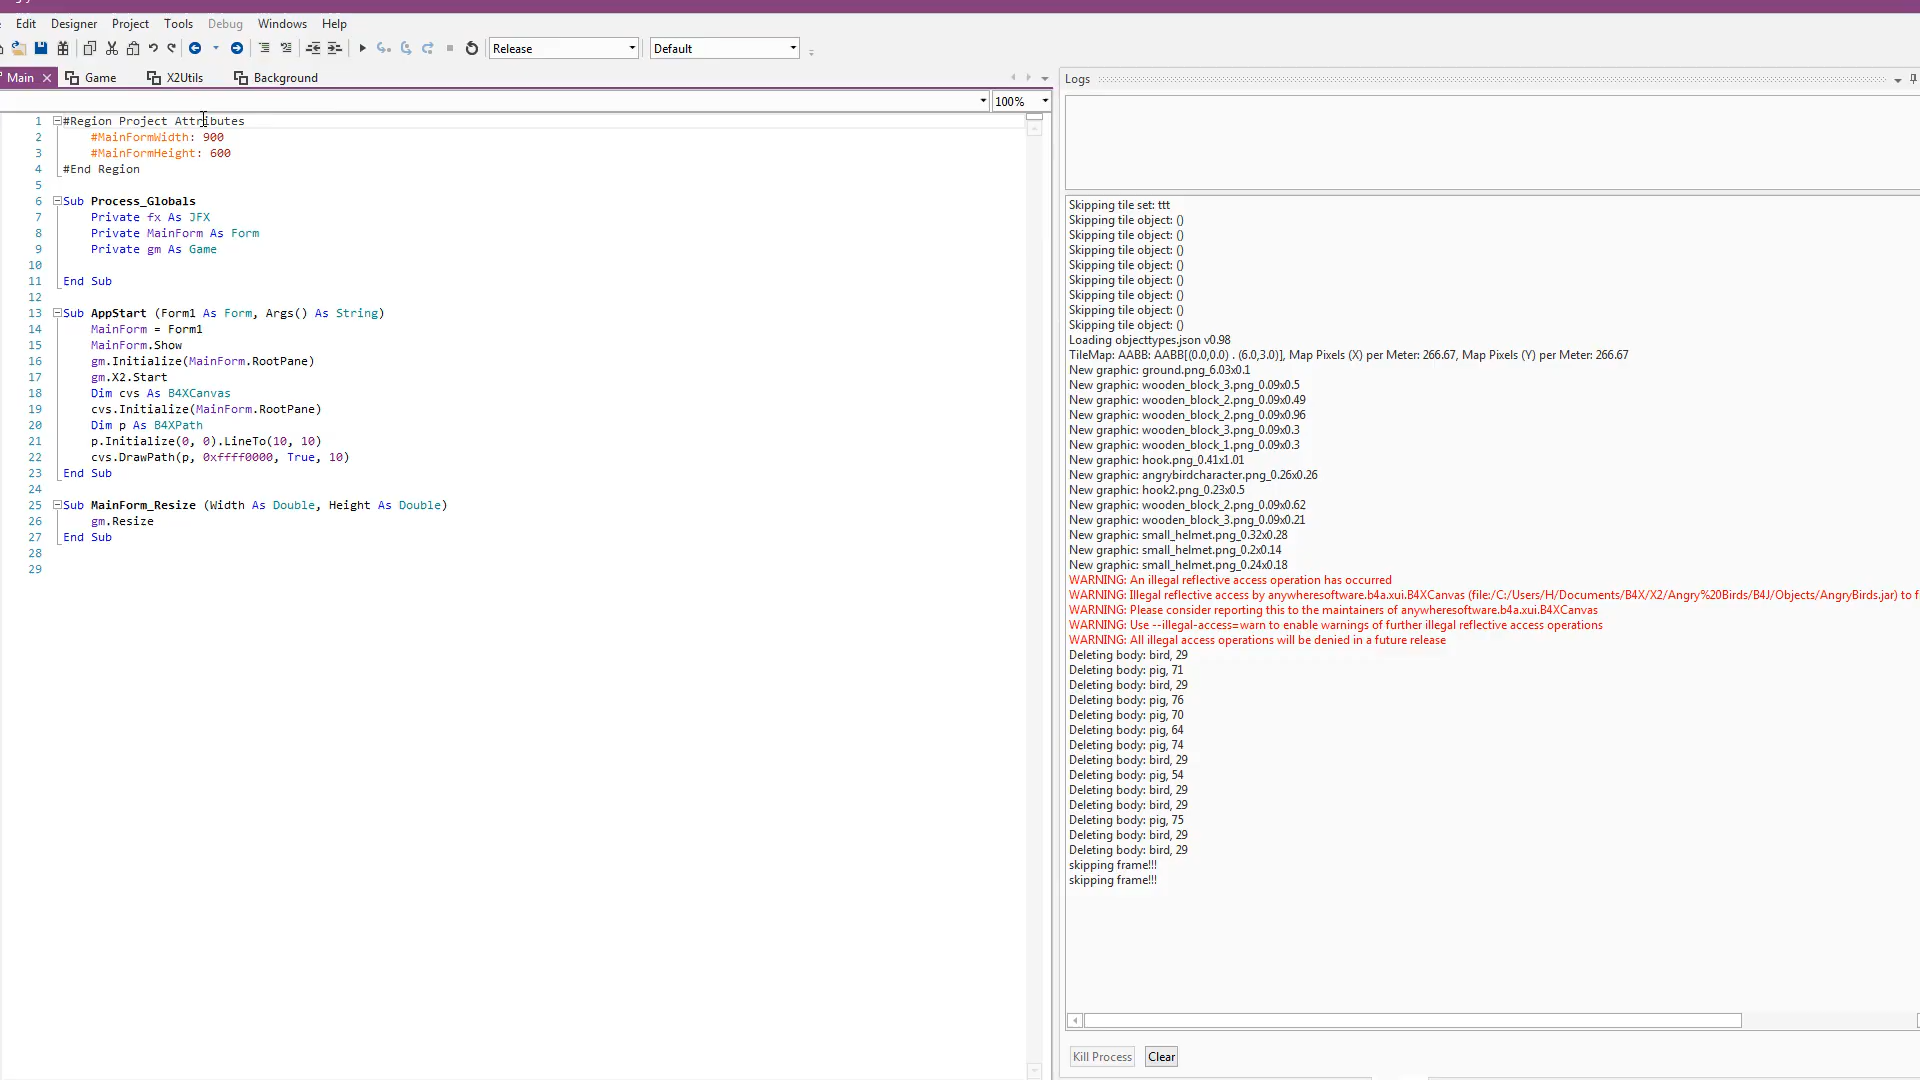 Edit Designer Project Tools Debug Windows Help
Release Default
Main Game X2Utils Background
100%
1 #Region Project Attributes
2 #MainFormWidth: 900
3 #MainFormHeight: 600
4 #End Region
5
6 Sub Process_Globals
7 Private fx As JFX
8 Private MainForm As Form
9 Private gm As Game
10
11 End Sub
12
13 Sub AppStart (Form1 As Form, Args() As String)
14 MainForm = Form1
15 MainForm.Show
16 gm.Initialize(MainForm.RootPane)
17 gm.X2.Start
18 Dim cvs As B4XCanvas
19 cvs.Initialize(MainForm.RootPane)
20 Dim p As B4XPath
21 p.Initialize(0, 0).LineTo(10, 10)
22 cvs.DrawPath(p, 0xffff0000, True, 10)
23 End Sub
24
25 Sub MainForm_Resize (Width As Double, Height As Double)
26 gm.Resize
27 End Sub
28
29
Logs
Skipping tile set: ttt
Skipping tile object: ()
Skipping tile object: ()
Skipping tile object: ()
Skipping tile object: ()
Skipping tile object: ()
Skipping tile object: ()
Skipping tile object: ()
Skipping tile object: ()
Loading objecttypes.json v0.98
TileMap: AABB: AABB[(0.0,0.0) . (6.0,3.0)], Map Pixels (X) per Meter: 266.67, Map Pixels (Y) per Meter: 266.67
New graphic: ground.png_6.03x0.1
New graphic: wooden_block_3.png_0.09x0.5
New graphic: wooden_block_2.png_0.09x0.49
New graphic: wooden_block_2.png_0.09x0.96
New graphic: wooden_block_3.png_0.09x0.3
New graphic: wooden_block_1.png_0.09x0.3
New graphic: hook.png_0.41x1.01
New graphic: angrybirdcharacter.png_0.26x0.26
New graphic: hook2.png_0.23x0.5
New graphic: wooden_block_2.png_0.09x0.62
New graphic: wooden_block_3.png_0.09x0.21
New graphic: small_helmet.png_0.32x0.28
New graphic: small_helmet.png_0.2x0.14
New graphic: small_helmet.png_0.24x0.18
WARNING: An illegal reflective access operation has occurred
WARNING: Illegal reflective access by anywheresoftware.b4a.xui.B4XCanvas (file:/C:/Users/H/Documents/B4X/X2/Angry%20Birds/B4J/Objects/AngryBirds.jar) to f
WARNING: Please consider reporting this to the maintainers of anywheresoftware.b4a.xui.B4XCanvas
WARNING: Use --illegal-access=warn to enable warnings of further illegal reflective access operations
WARNING: All illegal access operations will be denied in a future release
Deleting body: bird, 29
Deleting body: pig, 71
Deleting body: bird, 29
Deleting body: pig, 76
Deleting body: pig, 70
Deleting body: pig, 64
Deleting body: pig, 74
Deleting body: bird, 29
Deleting body: pig, 54
Deleting body: bird, 29
Deleting body: bird, 29
Deleting body: pig, 75
Deleting body: bird, 29
Deleting body: bird, 29
skipping frame!!!
skipping frame!!!
Kill Process Clear